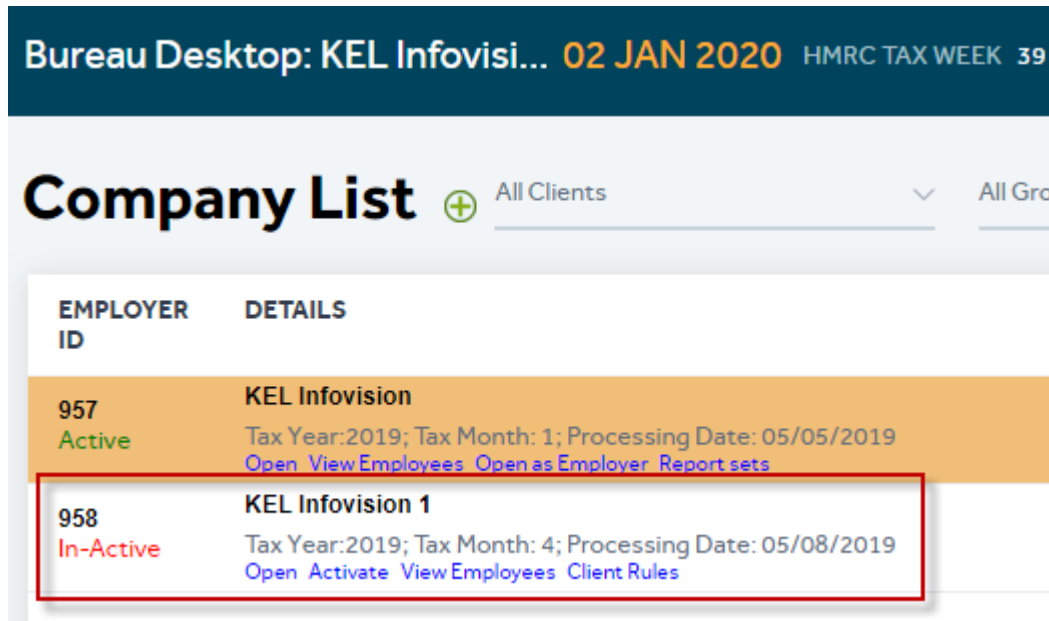 Bureau Desktop: KEL Infovisi... 02 JAN 2020 HMRC TAX WEEK 39
Company List All Clients All Gro
EMPLOYER ID DETAILS
957 KEL Infovision
Active Tax Year:2019; Tax Month: 1; Processing Date: 05/05/2019
Open View Employees Open as Employer Report sets
958 KEL Infovision 1
In-Active Tax Year:2019; Tax Month: 4; Processing Date: 05/08/2019
Open Activate View Employees Client Rules